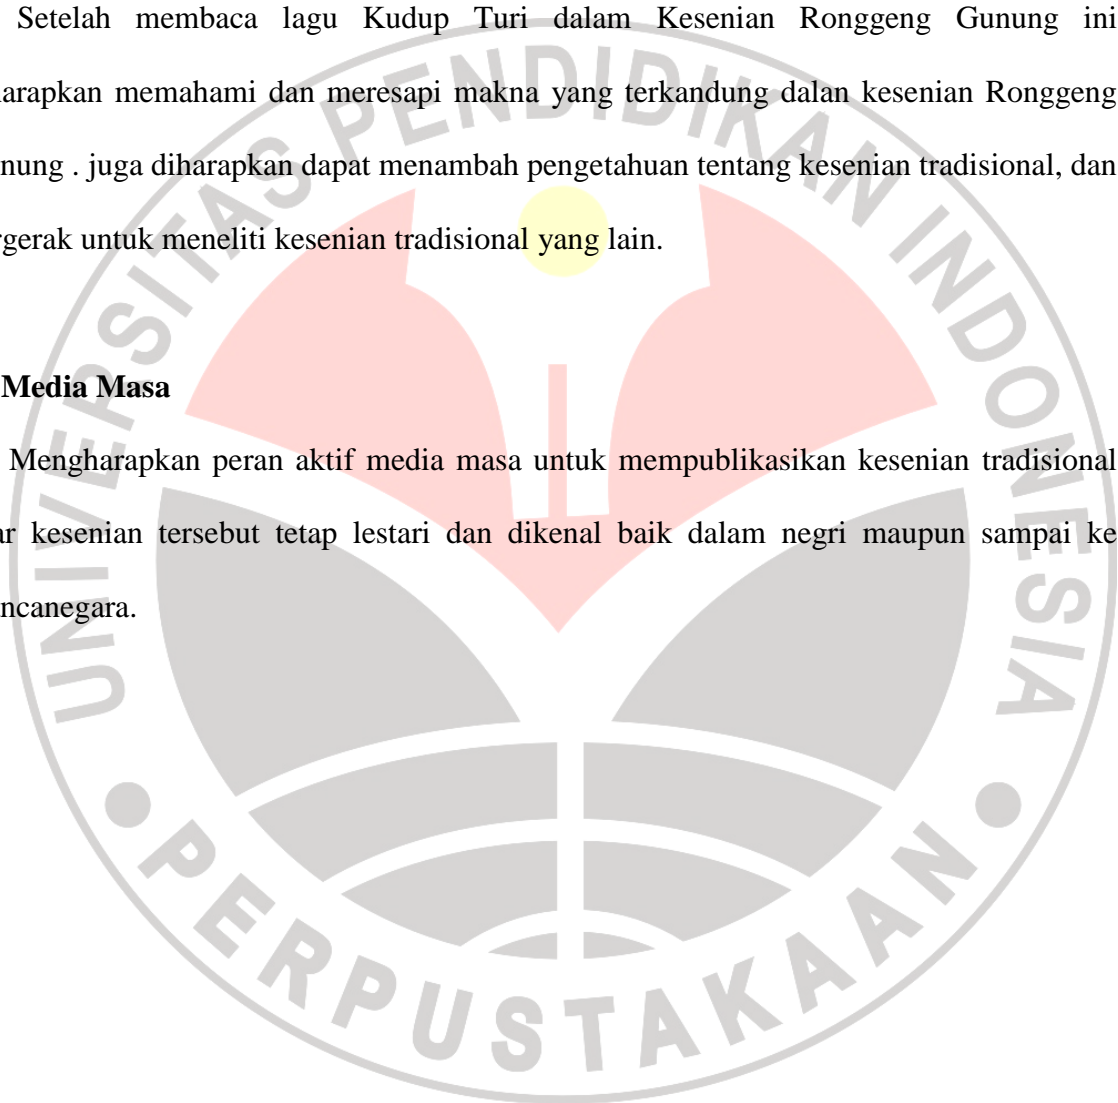 Setelah membaca lagu Kudup Turi dalam Kesenian Ronggeng Gunung ini
harapkan memahami dan meresapi makna yang terkandung dalan kesenian Ronggeng
nung . juga diharapkan dapat menambah pengetahuan tentang kesenian tradisional, dan
rgerak untuk meneliti kesenian tradisional yang lain.
Media Masa
Mengharapkan peran aktif media masa untuk mempublikasikan kesenian tradisional
ar kesenian tersebut tetap lestari dan dikenal baik dalam negri maupun sampai ke
ncanegara.
UNIVERSITAS PENDIDIKAN INDONESIA
PERPUSTAKAAN